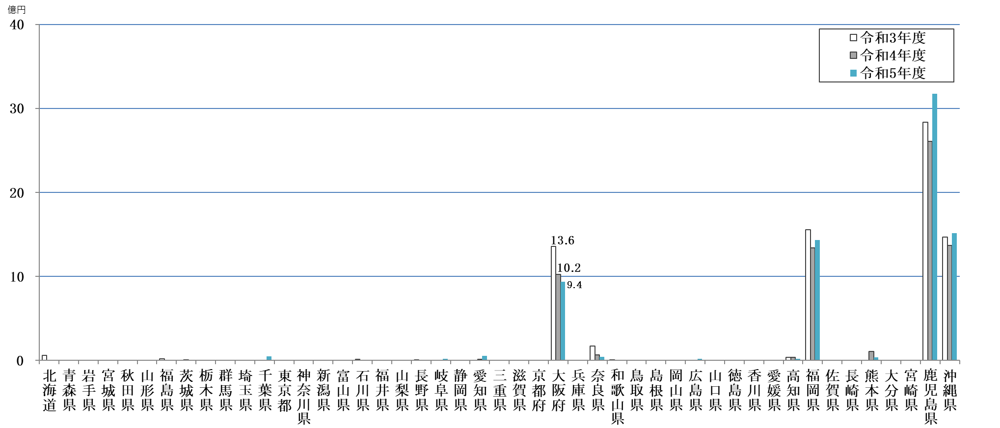 億円
40
30
20
10
0
令和3年度
令和4年度
令和5年度
13.6
10.2
9.4
北海道
青森県
岩手県
宮城県
秋田県
山形県
福島県
茨城県
栃木県
群馬県
埼玉県
千葉県
東京都
神奈川県
新潟県
富山県
石川県
福井県
山梨県
長野県
岐阜県
静岡県
愛知県
三重県
滋賀県
京都府
大阪府
兵庫県
奈良県
和歌山県
鳥取県
島根県
岡山県
広島県
山口県
徳島県
香川県
愛媛県
高知県
福岡県
佐賀県
長崎県
熊本県
大分県
宮崎県
鹿児島県
沖縄県